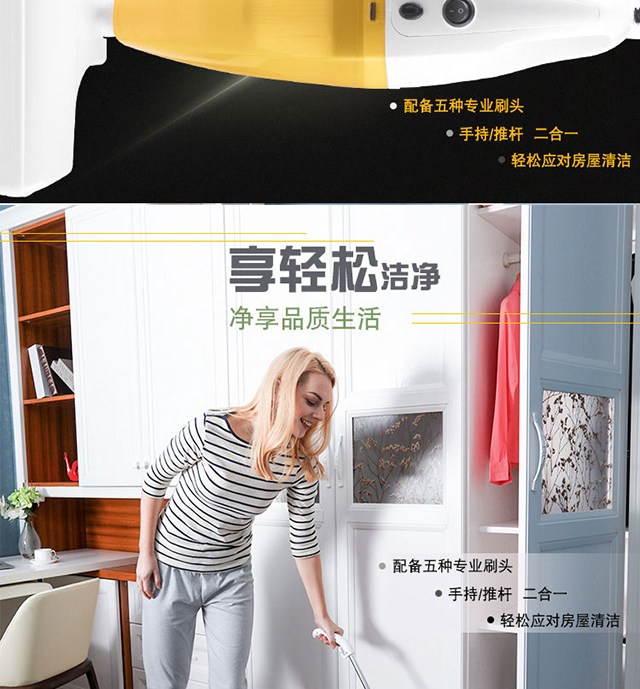 配备五种专业刷头
手持/推杆 二合一
轻松应对房屋清洁
享轻松洁净
净享品质生活
配备五种专业刷头
手持/推杆 二合一
轻松应对房屋清洁